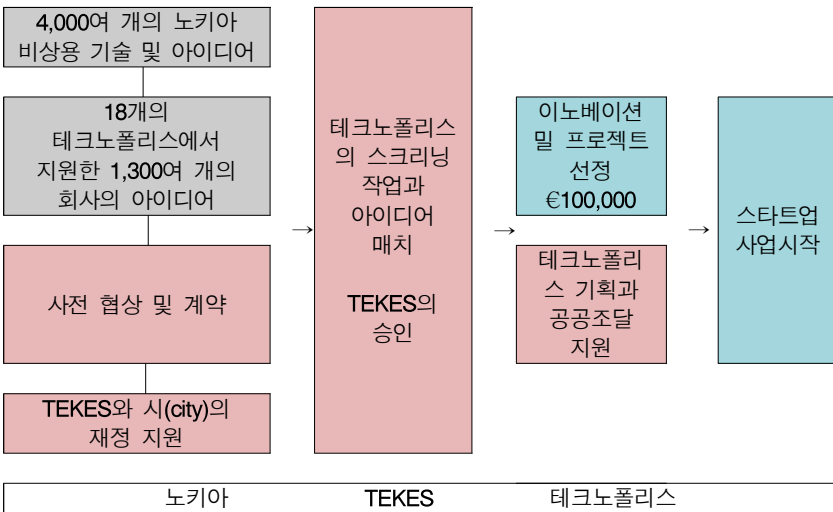 4,000여 개의 노키아
비상용 기술 및 아이디어
18개의
테크노폴리스에서
지원한 1,300여 개의
회사의 아이디어
사전 협상 및 계약
TEKES와 시(city)의
재정 지원
→
테크노폴리스
의 스크리닝
작업과
아이디어
매치
TEKES의
승인
→
이노베이션
밀 프로젝트
선정
€100,000
테크노폴리
스 기획과
공공조달
지원
→
스타트업
사업시작
노키아 TEKES 테크노폴리스